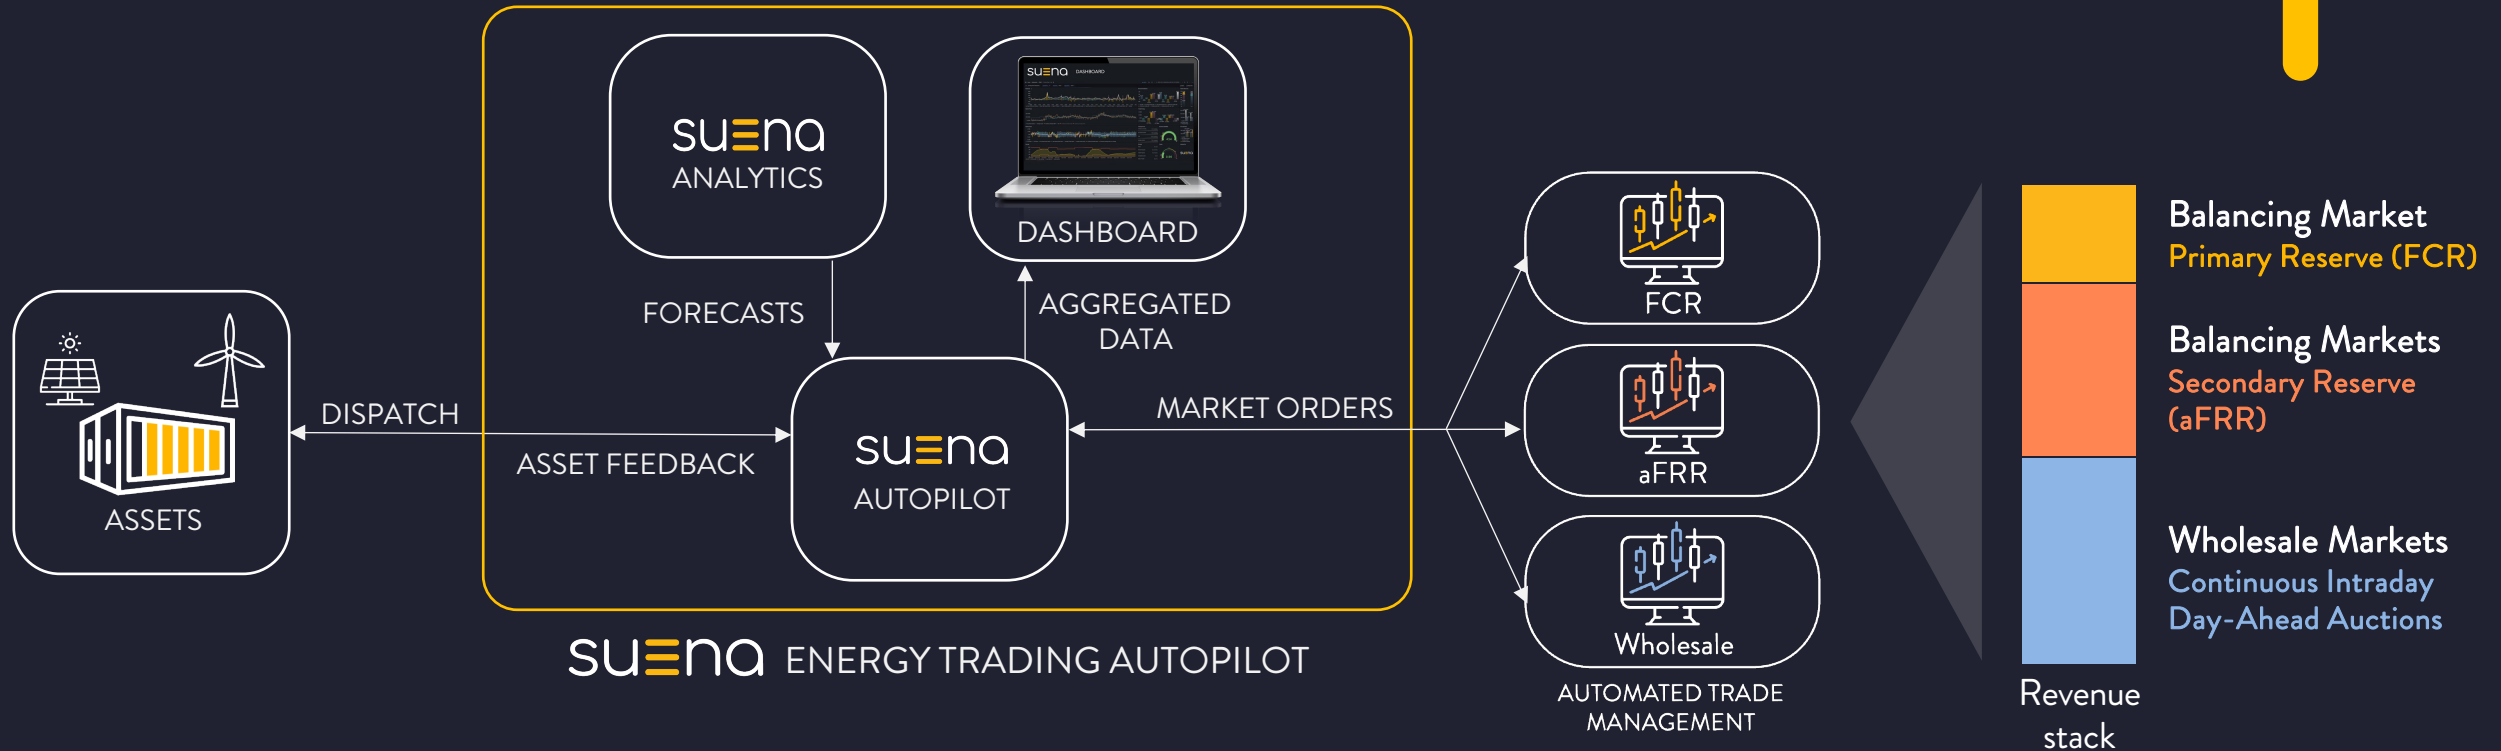 suena
ANALYTICS
suena DASHBOARD
DASHBOARD
FORECASTS
AGGREGATED
DATA
DISPATCH
ASSET FEEDBACK
ASSETS
suena
AUTOPILOT
MARKET ORDERS
suena ENERGY TRADING AUTOPILOT
FCR
aFRR
Wholesale
AUTOMATED TRADE
MANAGEMENT
Balancing Market
Primary Reserve (FCR)
Balancing Markets
Secondary Reserve
(aFRR)
Wholesale Markets
Continuous Intraday
Day-Ahead Auctions
Revenue
stack